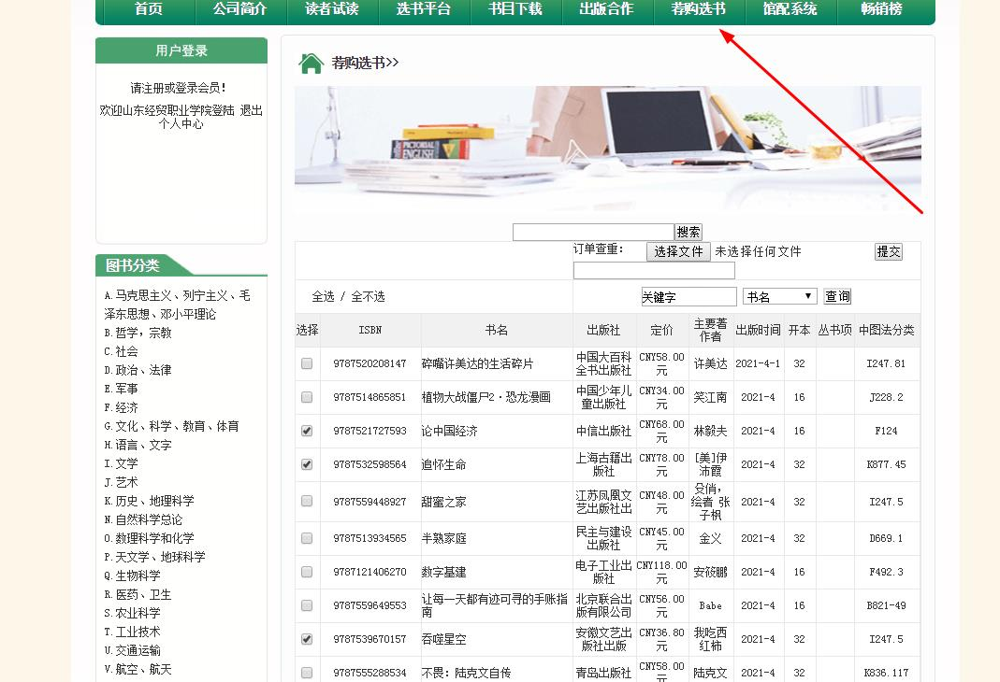 首页 公司简介 读者试读 选书平台 书目下载 出版合作 荐购选书 馆配系统 畅销榜
用户登录
请注册或登录会员!
欢迎山东经贸职业学院登陆 退出
个人中心
图书分类
A.马克思主义、列宁主义、毛
泽东思想、邓小平理论
B.哲学，宗教
C.社会
D.政治、法律
E.军事
F.经济
G.文化、科学、教育、体育
H.语言、文字
I.文学
J.艺术
K.历史、地理科学
N.自然科学总论
O.数理科学和化学
P.天文学、地球科学
Q.生物科学
R.医药、卫生
S.农业科学
T.工业技术
U.交通运输
V.航空、航天
荐购选书>>
PICTORIAL
ENGLISH
搜索
订单查重： 选择文件 未选择任何文件 提交
全选 / 全不选 关键字 书名 查询
选择 ISBN 书名 出版社 定价 主要著作者 出版时间 开本 丛书项 中图法分类
9787520208147 碎嘴许美达的生活碎片 中国大百科全书出版社 CNY58.00元 许美达 2021-4-1 32 I247.81
9787514865851 植物大战僵尸2·恐龙漫画 中国少年儿童出版社 CNY34.00元 笑江南 2021-4 16 J228.2
9787521727593 论中国经济 中信出版社 CNY68.00元 林毅夫 2021-4 16 F124
9787532598564 追怀生命 上海古籍出版社 CNY78.00元 [美]伊沛霞 2021-4 32 K877.45
9787559448927 甜蜜之家 江苏凤凰文艺出版社出 CNY48.00元 殳俏，绘者 张子枫 2021-4 32 I247.5
9787513934565 半熟家庭 民主与建设出版社 CNY45.00元 金义 2021-4 32 D669.1
9787121406270 数字基建 电子工业出版社 CNY118.00元 安筱鹏 2021-4 16 F492.3
9787559649553 让每一天都有迹可寻的手账指南 北京联合出版有限公司 CNY56.00元 Babe 2021-4 16 B821-49
9787539670157 吞噬星空 安徽文艺出版社出版 CNY36.80元 我吃西红柿 2021-4 32 I247.5
9787555288534 不畏：陆克文自传 青岛出版社 CNY58.00元 陆克文 2021-4 32 K836.117